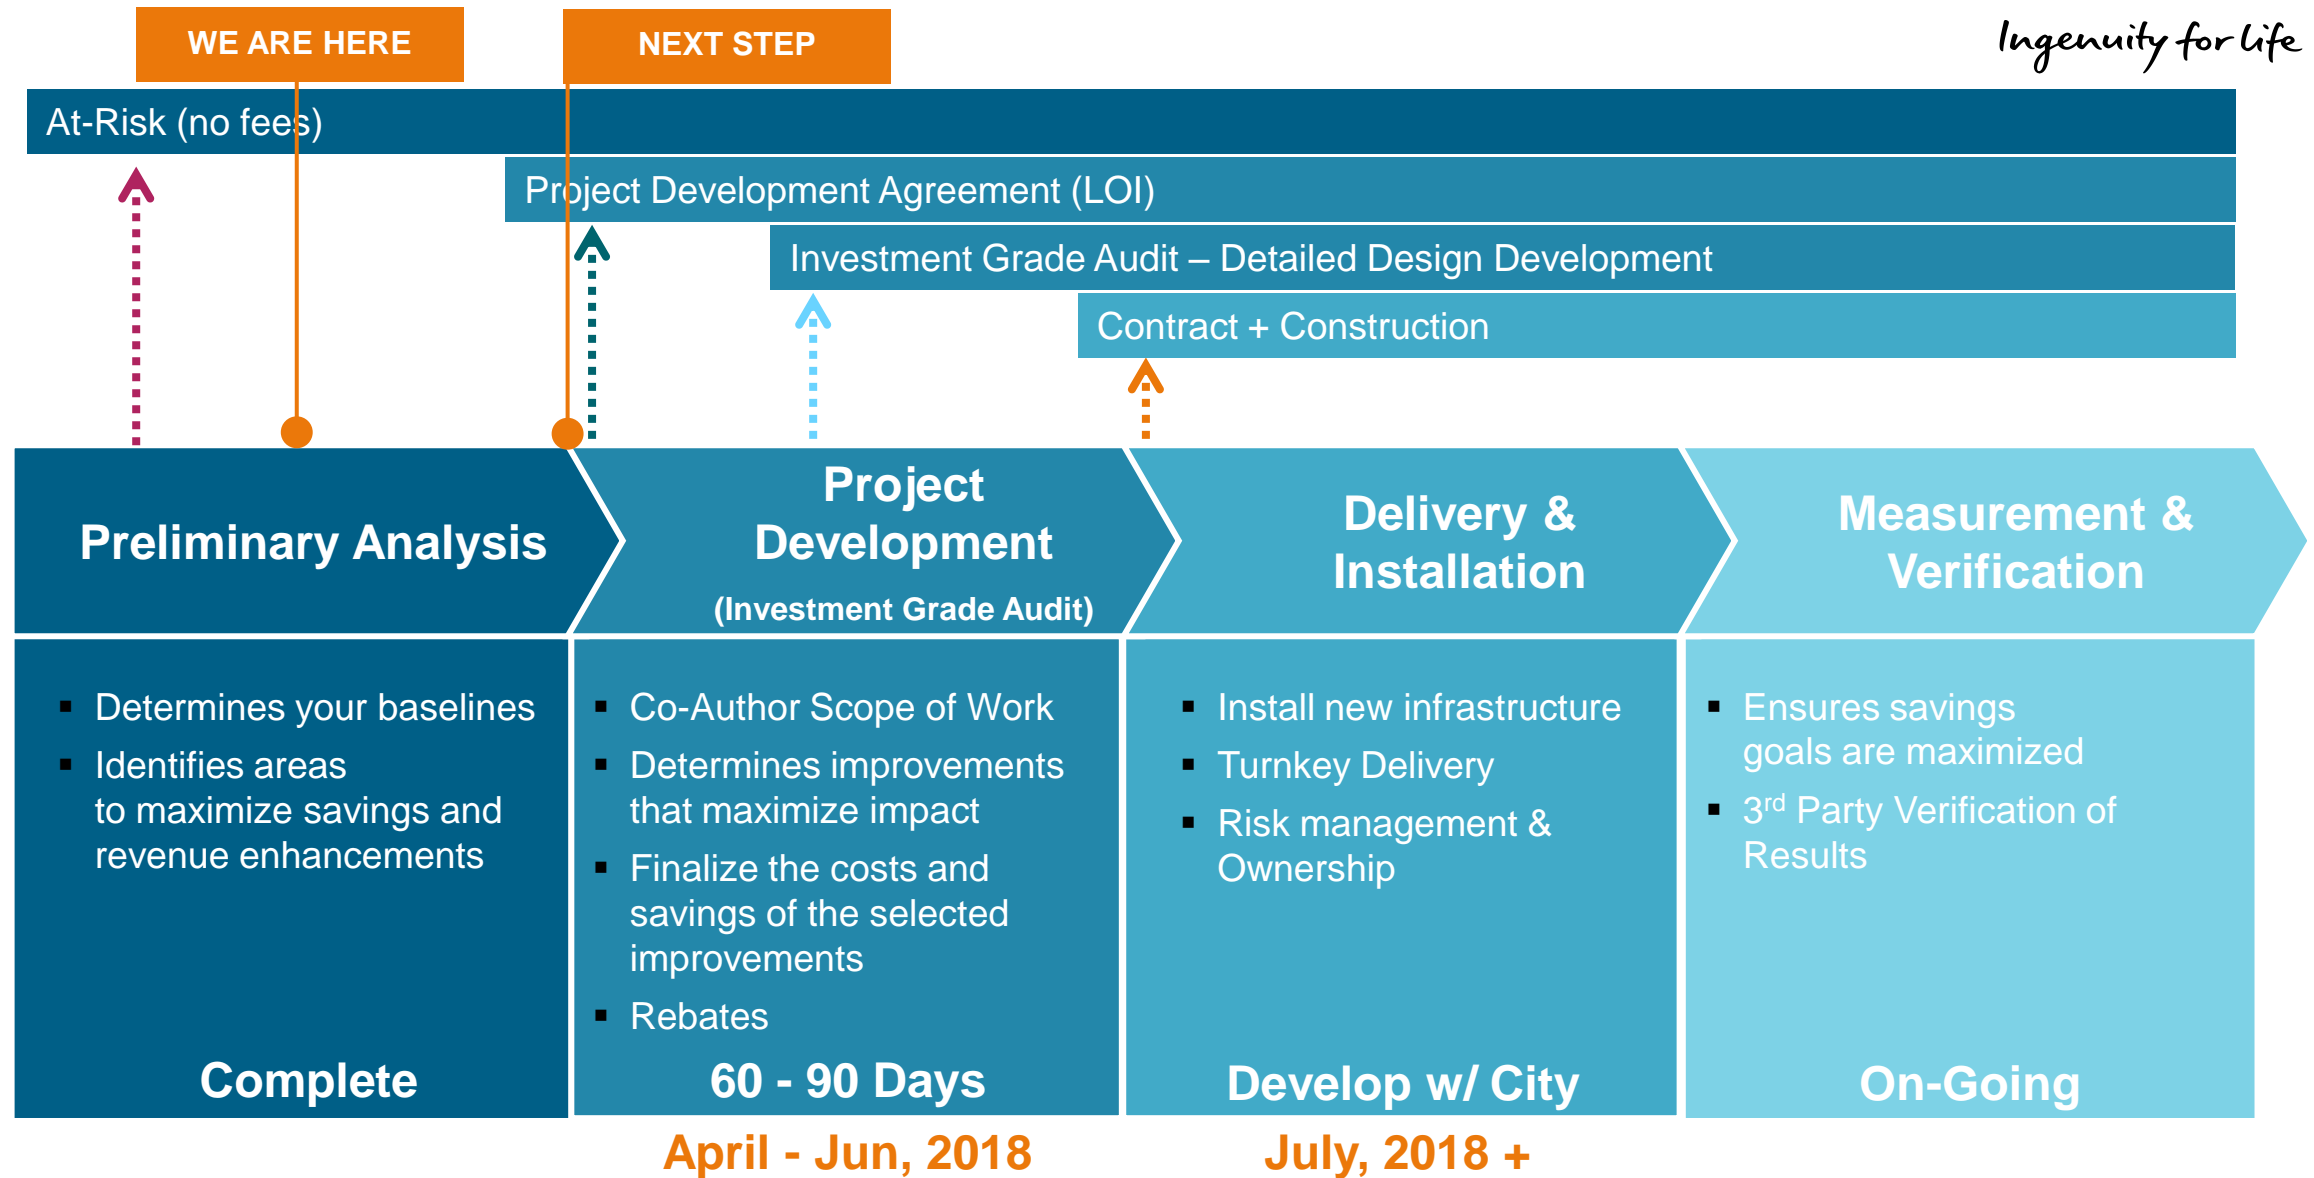 WE ARE HERE
NEXT STEP
Ingenuity for life
At-Risk (no fees)
Project Development Agreement (LOI)
Investment Grade Audit – Detailed Design Development
Contract + Construction
Preliminary Analysis
Project
Development
(Investment Grade Audit)
Delivery &
Installation
Measurement &
Verification
▪ Determines your baselines
▪ Identifies areas
to maximize savings and
revenue enhancements
Complete
▪ Co-Author Scope of Work
▪ Determines improvements
that maximize impact
▪ Finalize the costs and
savings of the selected
improvements
▪ Rebates
60 - 90 Days
April - Jun, 2018
▪ Install new infrastructure
▪ Turnkey Delivery
▪ Risk management &
Ownership
Develop w/ City
July, 2018 +
▪ Ensures savings
goals are maximized
▪ 3rd Party Verification of
Results
On-Going